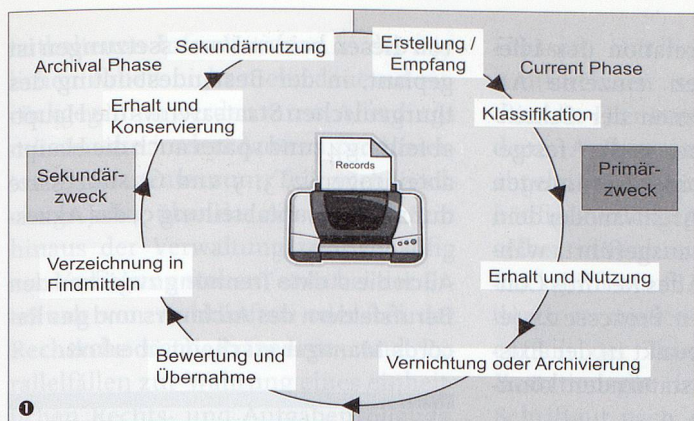 Archival Phase
Sekundärnutzung
Erstellung /
Empfang
Current Phase
Klassifikation
Primär-
zweck
Erhalt und Nutzung
Vernichtung oder Archivierung
Bewertung und
Übernahme
Verzeichnung in
Findmitteln
Sekundär-
zweck
Erhalt und
Konservierung
Records
1